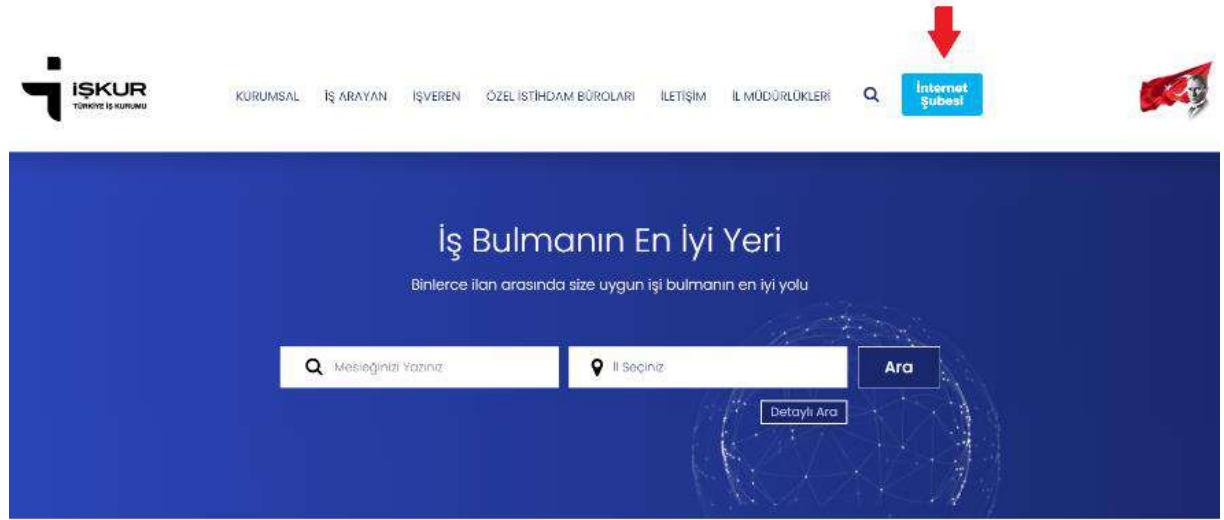 İŞKUR
TÜRKİYE İŞ KURUMU
KURUMSAL İŞ ARAYAN İŞVEREN ÖZEL İSTİHDAM BÜROLARI İLETİŞİM İL MÜDÜRLÜKLERİ
İnternet
Şubesi
İş Bulmanın En İyi Yeri
Binlerce ilan arasında size uygun işi bulmanın en iyi yolu
Mesleğinizi Yazınız İl Seçiniz Ara
Detaylı Ara